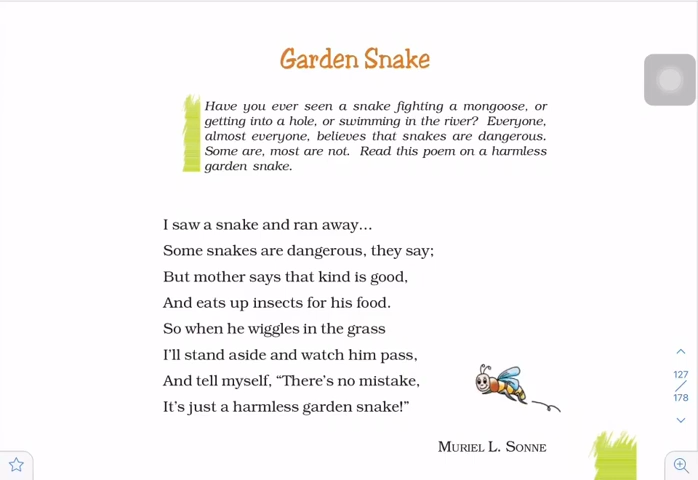 Garden Snake
Have you ever seen a snake fighting a mongoose, or
getting into a hole, or swimming in the river? Everyone,
almost everyone, believes that snakes are dangerous.
Some are, most are not. Read this poem on a harmless
garden snake.
I saw a snake and ran away...
Some snakes are dangerous, they say;
But mother says that kind is good,
And eats up insects for his food.
So when he wiggles in the grass
I'll stand aside and watch him pass,
And tell myself, “There's no mistake,
It's just a harmless garden snake!”
MURIEL L. SONNE
127
/
178